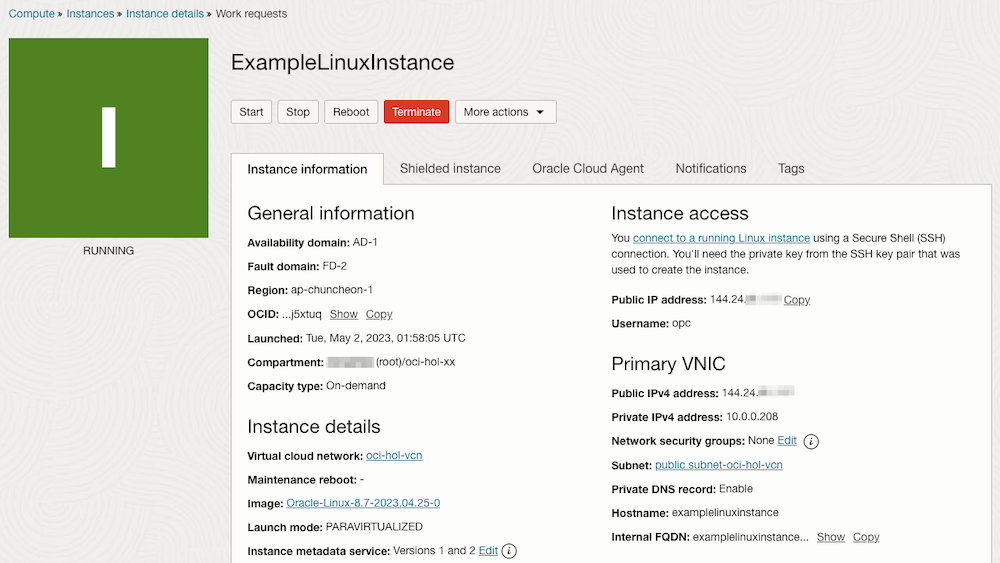 Compute » Instances » Instance details » Work requests
I
RUNNING
ExampleLinuxInstance
Start Stop Reboot Terminate More actions
Instance information Shielded instance Oracle Cloud Agent Notifications Tags
General information
Availability domain: AD-1
Fault domain: FD-2
Region: ap-chuncheon-1
OCID: ...j5xtuq Show Copy
Launched: Tue, May 2, 2023, 01:58:05 UTC
Compartment: (root)/oci-hol-xx
Capacity type: On-demand
Instance details
Virtual cloud network: oci-hol-vcn
Maintenance reboot: -
Image: Oracle-Linux-8.7-2023.04.25-0
Launch mode: PARAVIRTUALIZED
Instance metadata service: Versions 1 and 2 Edit i
Instance access
You connect to a running Linux instance using a Secure Shell (SSH)
connection. You'll need the private key from the SSH key pair that was
used to create the instance.
Public IP address: 144.24. Copy
Username: opc
Primary VNIC
Public IPv4 address: 144.24.
Private IPv4 address: 10.0.0.208
Network security groups: None Edit i
Subnet: public subnet-oci-hol-vcn
Private DNS record: Enable
Hostname: examplelinuxinstance
Internal FQDN: examplelinuxinstance... Show Copy